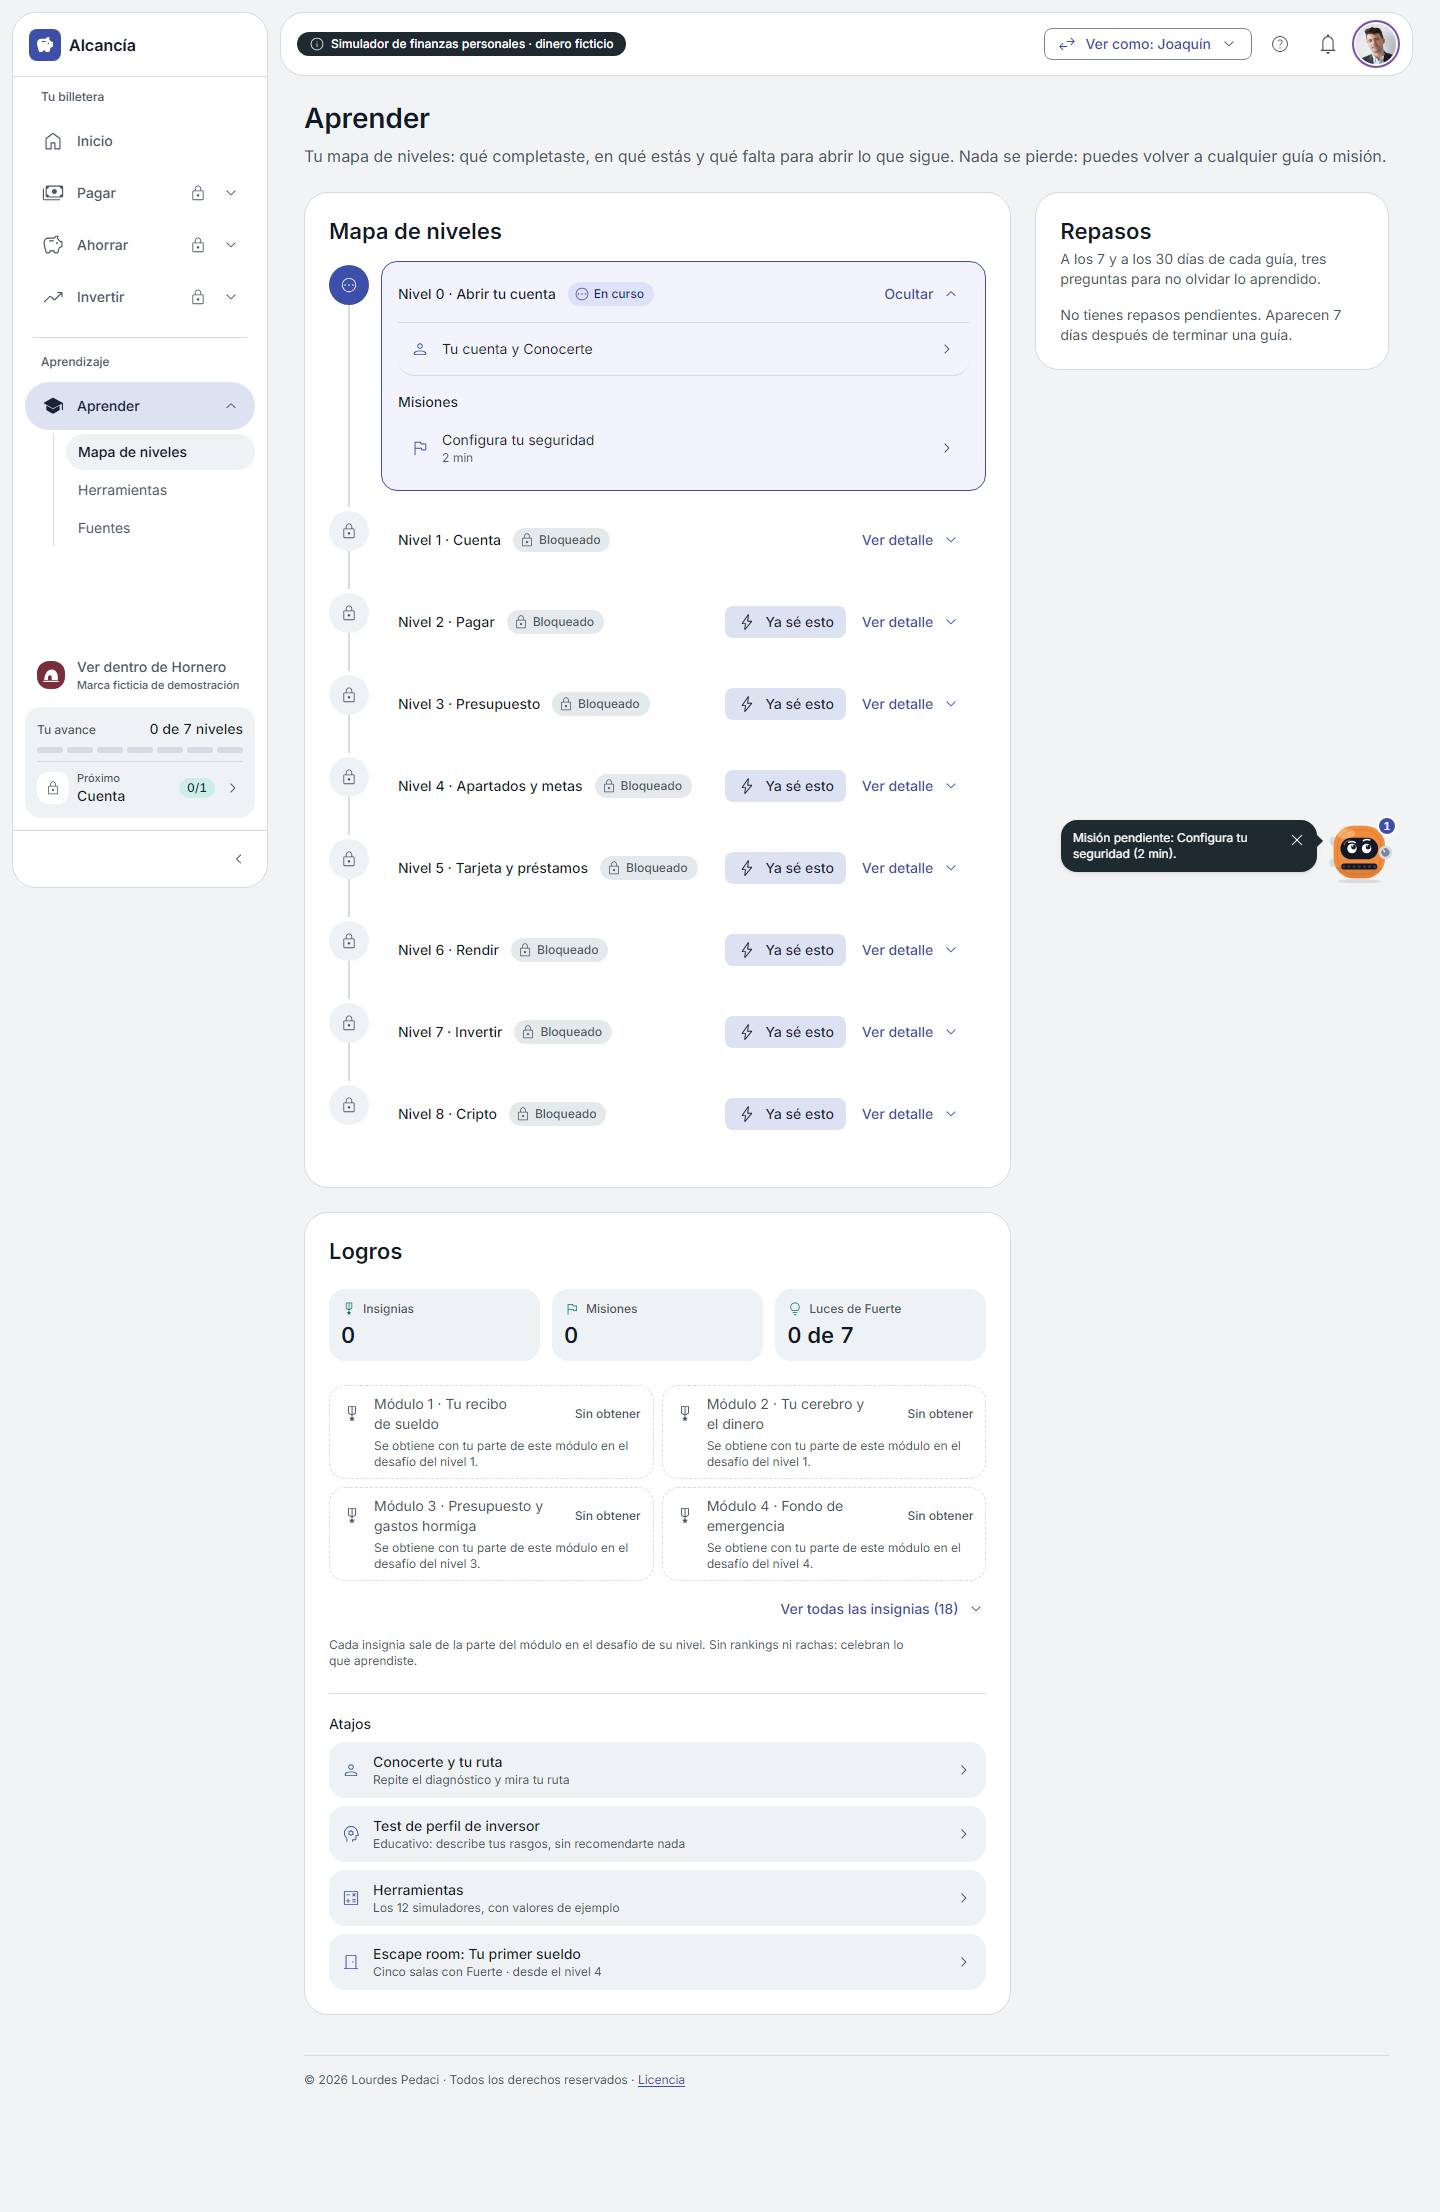 Alcancía
Simulador de finanzas personales · dinero ficticio
Ver como: Joaquín
Tu billetera
Inicio
Pagar
Ahorrar
Invertir
Aprendizaje
Aprender
Mapa de niveles
Herramientas
Fuentes
Ver dentro de Hornero
Marca ficticia de demostración
Tu avance
0 de 7 niveles
Próximo
Cuenta
0/1
Aprender
Tu mapa de niveles: qué completaste, en qué estás y qué falta para abrir lo que sigue. Nada se pierde: puedes volver a cualquier guía o misión.
Mapa de niveles
Nivel 0 · Abrir tu cuenta
En curso
Ocultar
Tu cuenta y Conocerte
Misiones
Configura tu seguridad
2 min
Nivel 1 · Cuenta
Bloqueado
Ver detalle
Nivel 2 · Pagar
Bloqueado
Ya sé esto
Ver detalle
Nivel 3 · Presupuesto
Bloqueado
Ya sé esto
Ver detalle
Nivel 4 · Apartados y metas
Bloqueado
Ya sé esto
Ver detalle
Nivel 5 · Tarjeta y préstamos
Bloqueado
Ya sé esto
Ver detalle
Nivel 6 · Rendir
Bloqueado
Ya sé esto
Ver detalle
Nivel 7 · Invertir
Bloqueado
Ya sé esto
Ver detalle
Nivel 8 · Cripto
Bloqueado
Ya sé esto
Ver detalle
Repasos
A los 7 y a los 30 días de cada guía, tres
preguntas para no olvidar lo aprendido.
No tienes repasos pendientes. Aparecen 7
días después de terminar una guía.
Misión pendiente: Configura tu
seguridad (2 min).
1
Logros
Insignias
0
Misiones
0
Luces de Fuerte
0 de 7
Módulo 1 · Tu recibo
de sueldo
Sin obtener
Se obtiene con tu parte de este módulo en el
desafío del nivel 1.
Módulo 2 · Tu cerebro y
el dinero
Sin obtener
Se obtiene con tu parte de este módulo en el
desafío del nivel 1.
Módulo 3 · Presupuesto y
gastos hormiga
Sin obtener
Se obtiene con tu parte de este módulo en el
desafío del nivel 3.
Módulo 4 · Fondo de
emergencia
Sin obtener
Se obtiene con tu parte de este módulo en el
desafío del nivel 4.
Ver todas las insignias (18)
Cada insignia sale de la parte del módulo en el desafío de su nivel. Sin rankings ni rachas: celebran lo
que aprendiste.
Atajos
Conocerte y tu ruta
Repite el diagnóstico y mira tu ruta
Test de perfil de inversor
Educativo: describe tus rasgos, sin recomendarte nada
Herramientas
Los 12 simuladores, con valores de ejemplo
Escape room: Tu primer sueldo
Cinco salas con Fuerte · desde el nivel 4
© 2026 Lourdes Pedaci · Todos los derechos reservados · Licencia